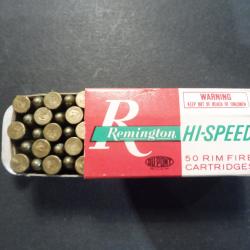 WARNING
KEEP OUT OF REACH OF CHILDREN
R
Remington
HI-SPEED
DU PONT
50 RIM FIRE
CARTRIDGES